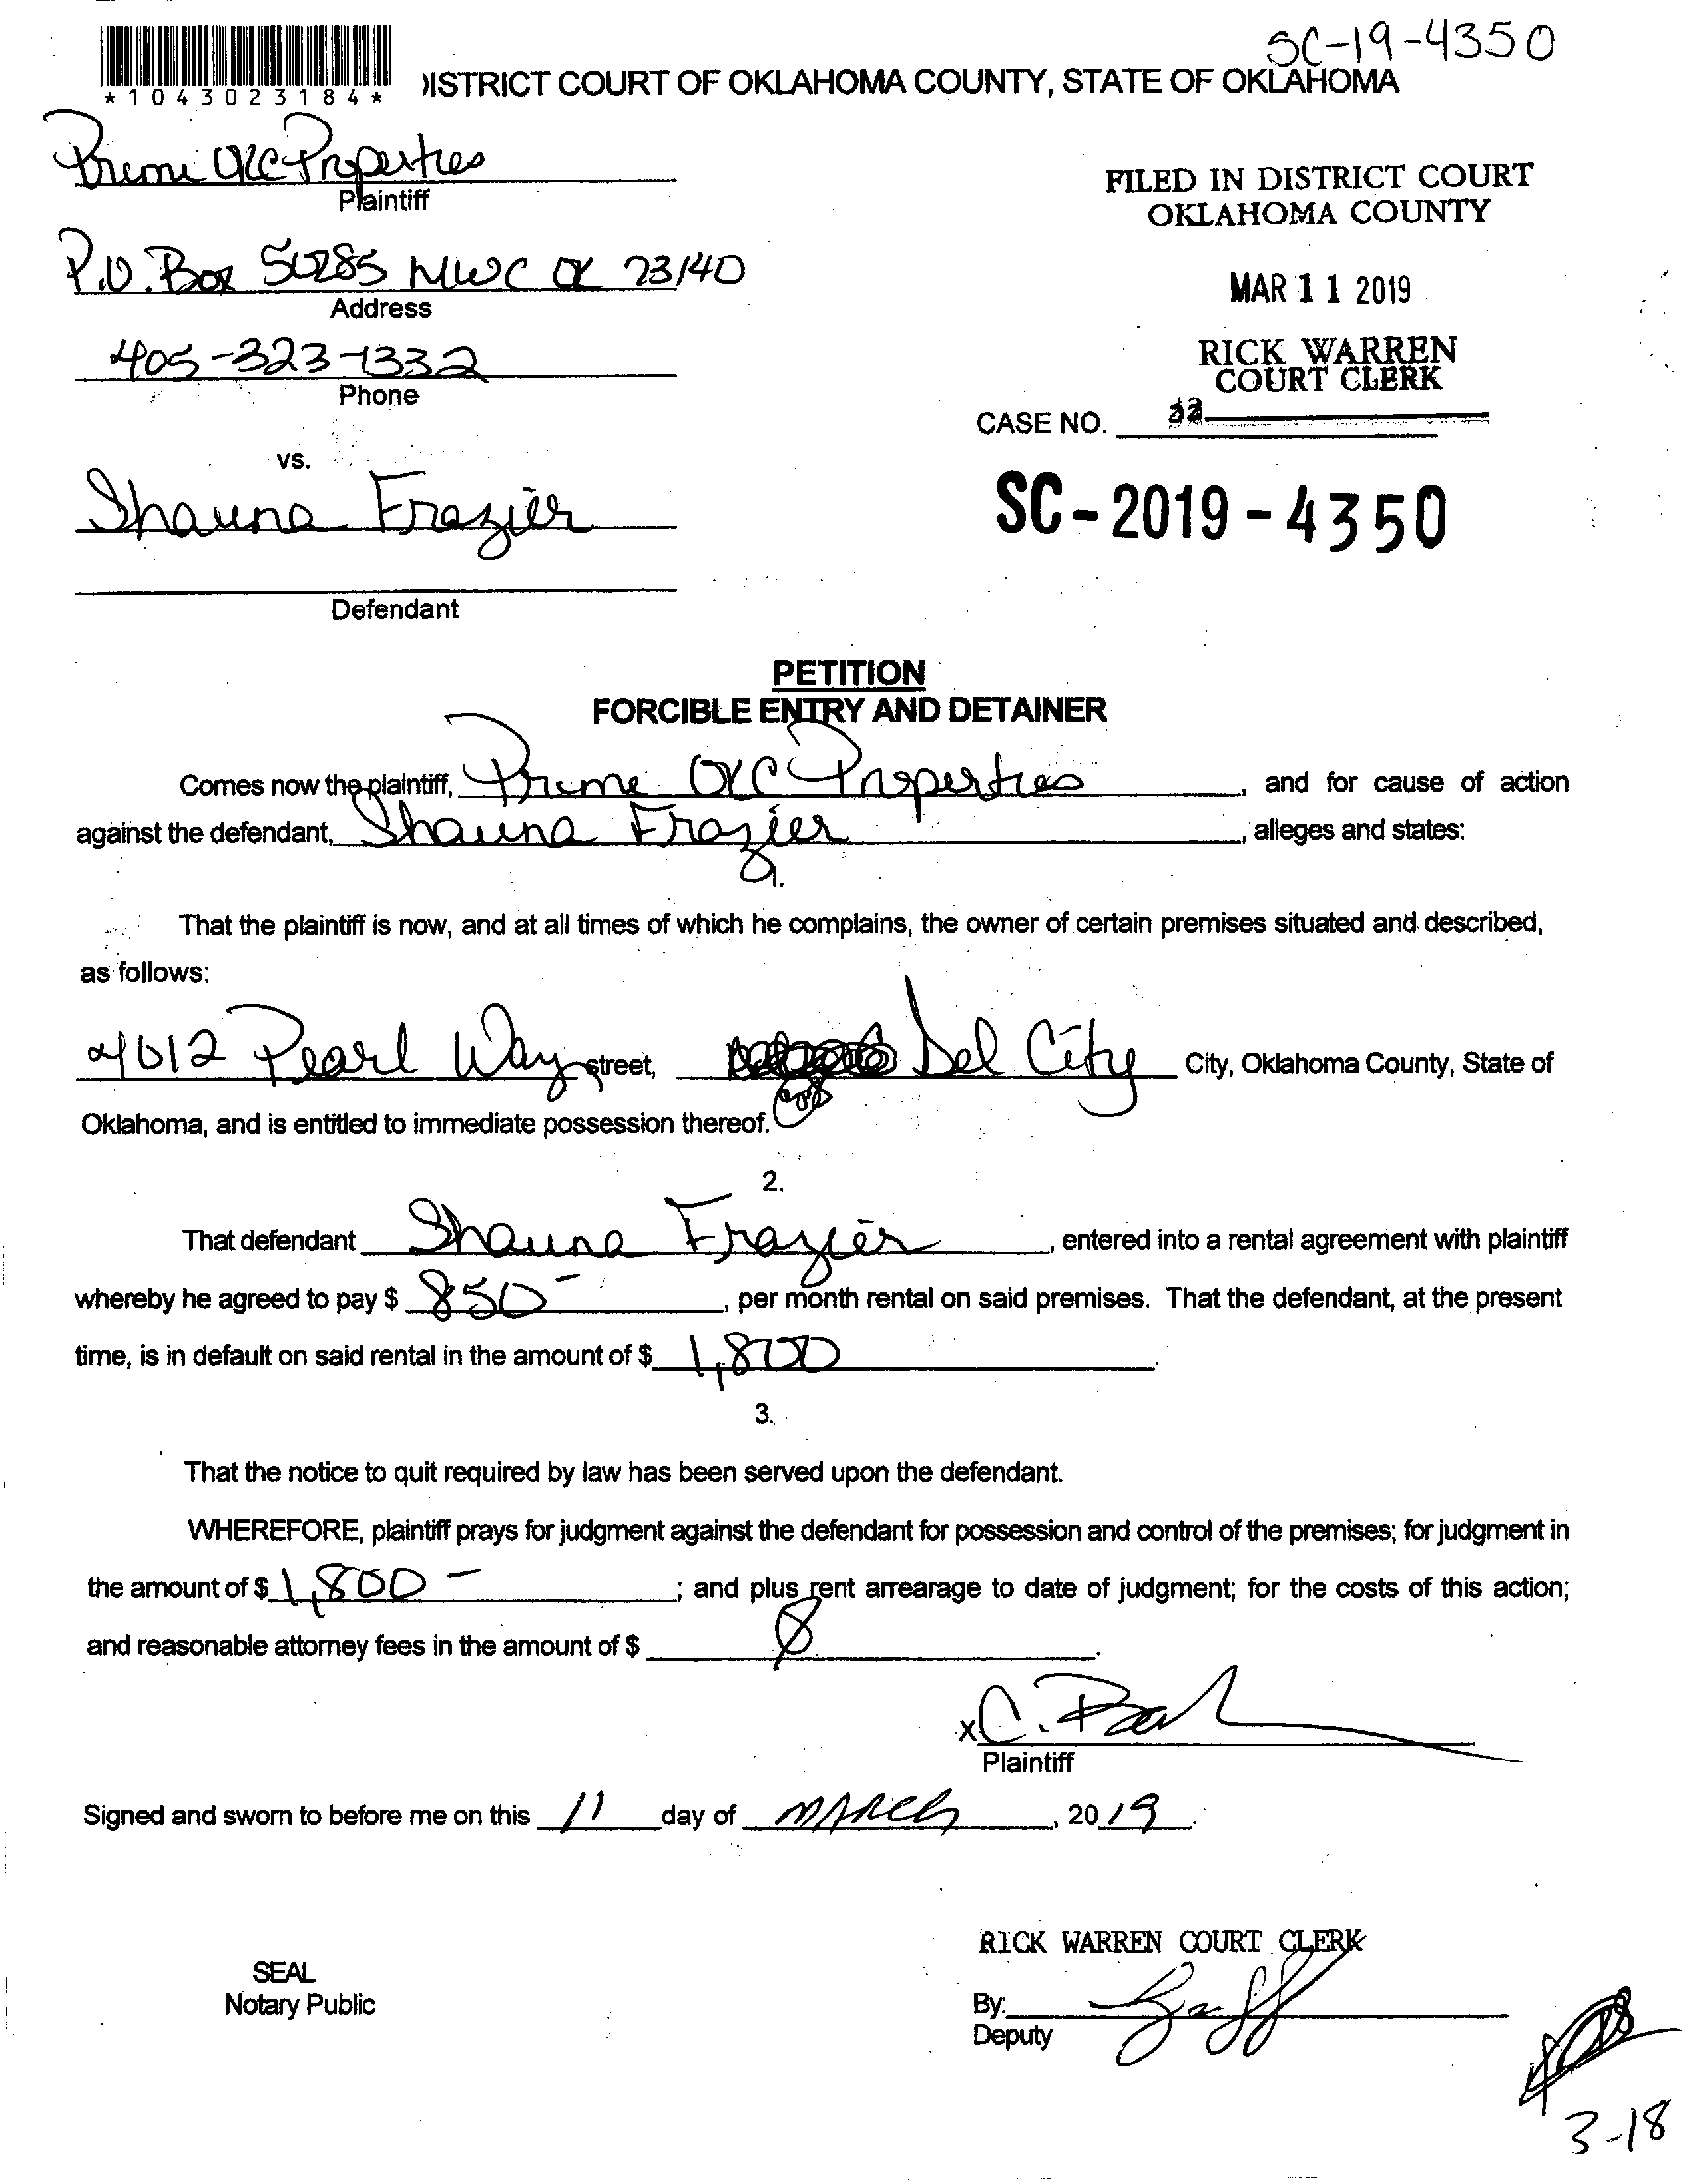 SC-19-4350
*1043023184*
DISTRICT COURT OF OKLAHOMA COUNTY, STATE OF OKLAHOMA
Prime OKC Properties
Plaintiff
FILED IN DISTRICT COURT
OKLAHOMA COUNTY
P.O. Box MWC OK 73140
Address
MAR 11 2019
405-323-1332
Phone
RICK WARREN
COURT CLERK
CASE NO.
vs.
Shauna Frazier
SC-2019-4350
Defendant
PETITION
FORCIBLE ENTRY AND DETAINER
Comes now the plaintiff, Prime OKC Properties, and for cause of action
against the defendant, Shauna Frazier, alleges and states:
1.
That the plaintiff is now, and at all times of which he complains, the owner of certain premises situated and described,
as follows:
4612 Pearl Way street, Del City City, Oklahoma County, State of
Oklahoma, and is entitled to immediate possession thereof.
2.
That defendant Shauna Frazier, entered into a rental agreement with plaintiff
whereby he agreed to pay $ 850-, per month rental on said premises. That the defendant, at the present
time, is in default on said rental in the amount of $ 1,800.
3.
That the notice to quit required by law has been served upon the defendant.
WHEREFORE, plaintiff prays for judgment against the defendant for possession and control of the premises; for judgment in
the amount of $ 1,800-; and plus rent arrearage to date of judgment; for the costs of this action;
and reasonable attorney fees in the amount of $
x C.
Plaintiff
Signed and sworn to before me on this 11 day of March, 2019.
RICK WARREN COURT CLERK
SEAL
Notary Public
By:
Deputy
3-18